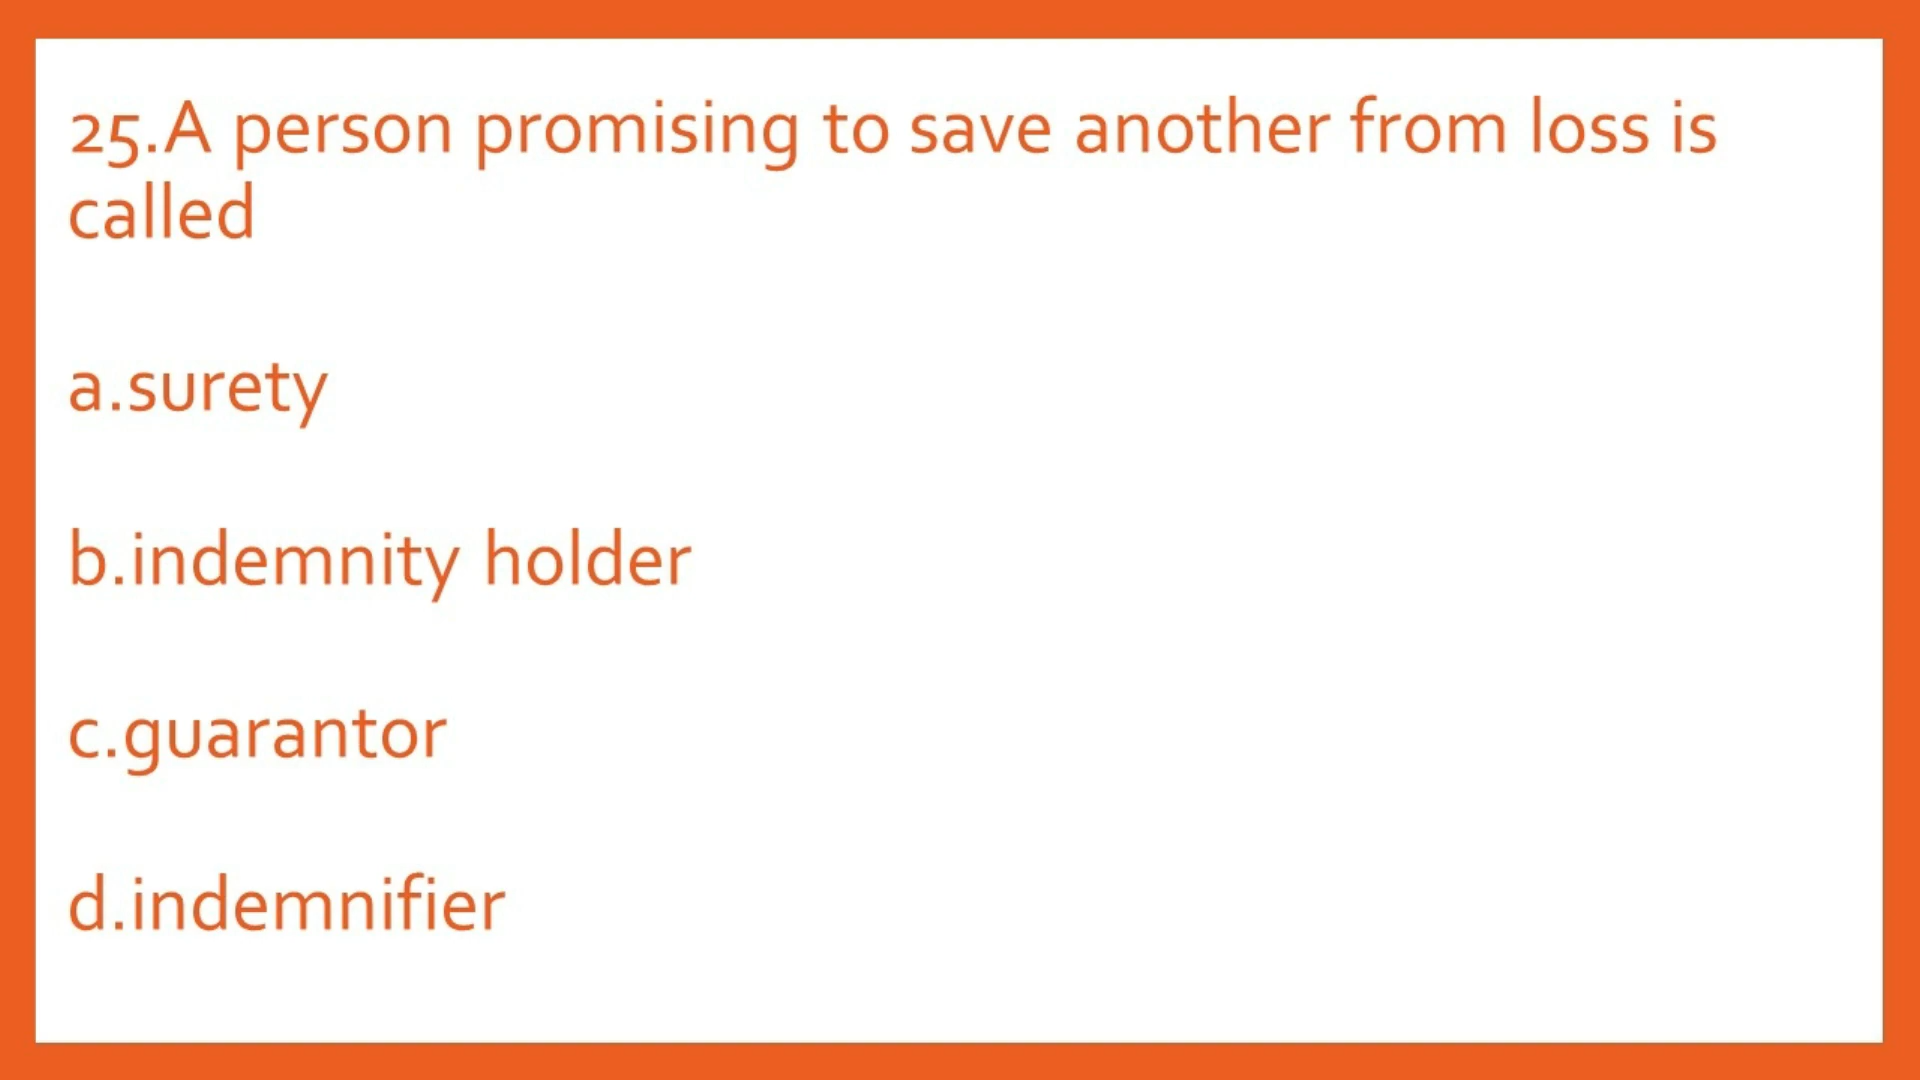 25.A person promising to save another from loss is
called
a.surety
b.indemnity holder
c.guarantor
d.indemnifier